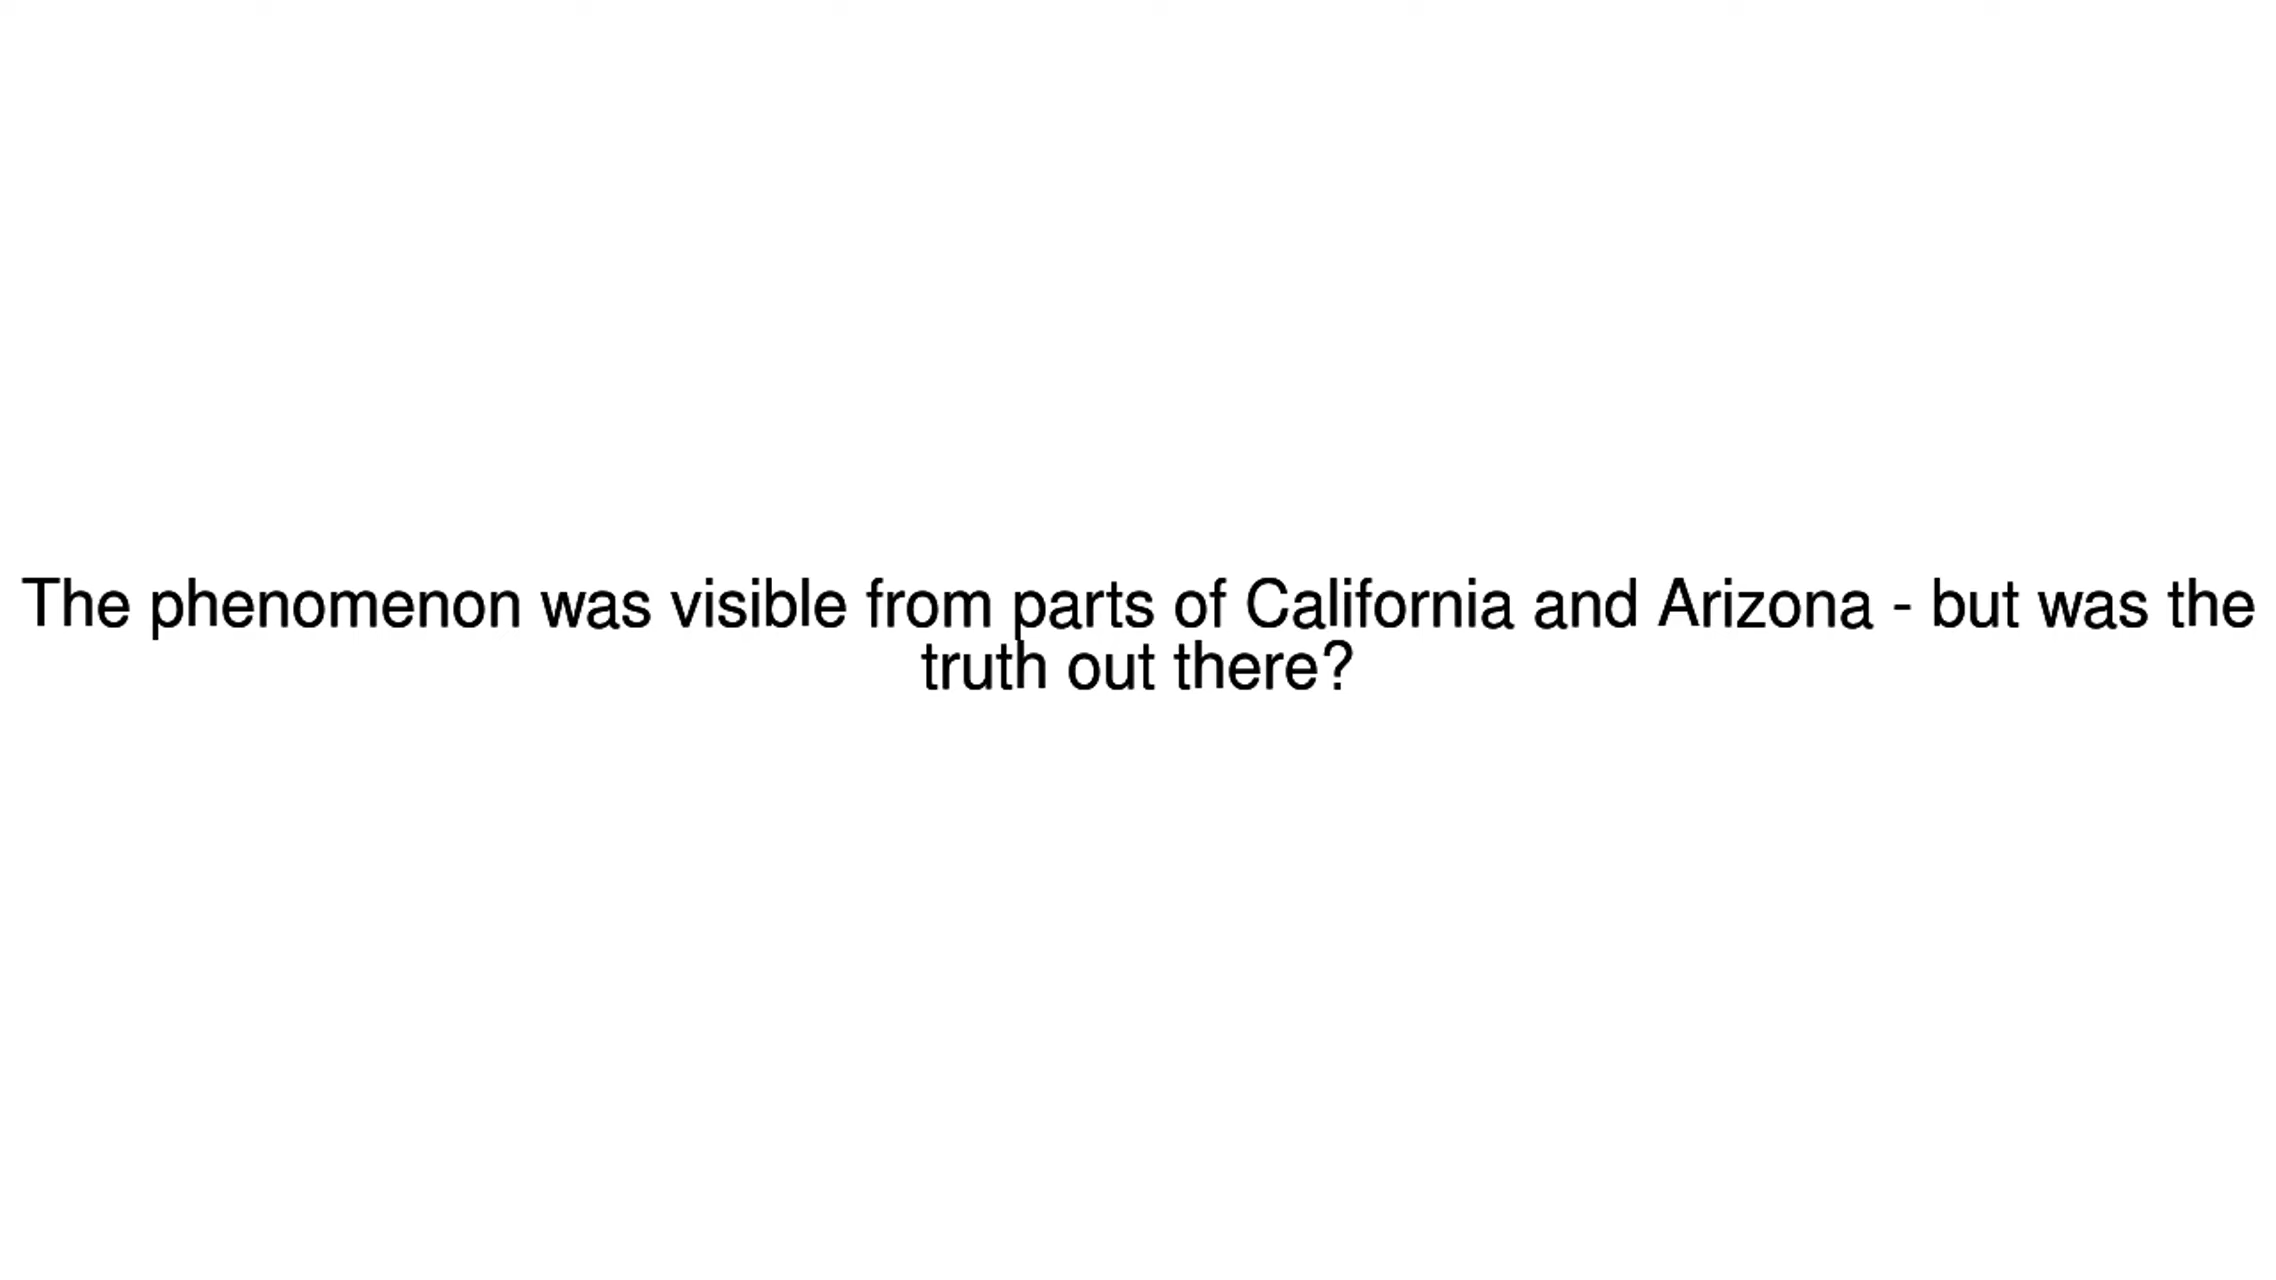 The phenomenon was visible from parts of California and Arizona - but was the
truth out there?